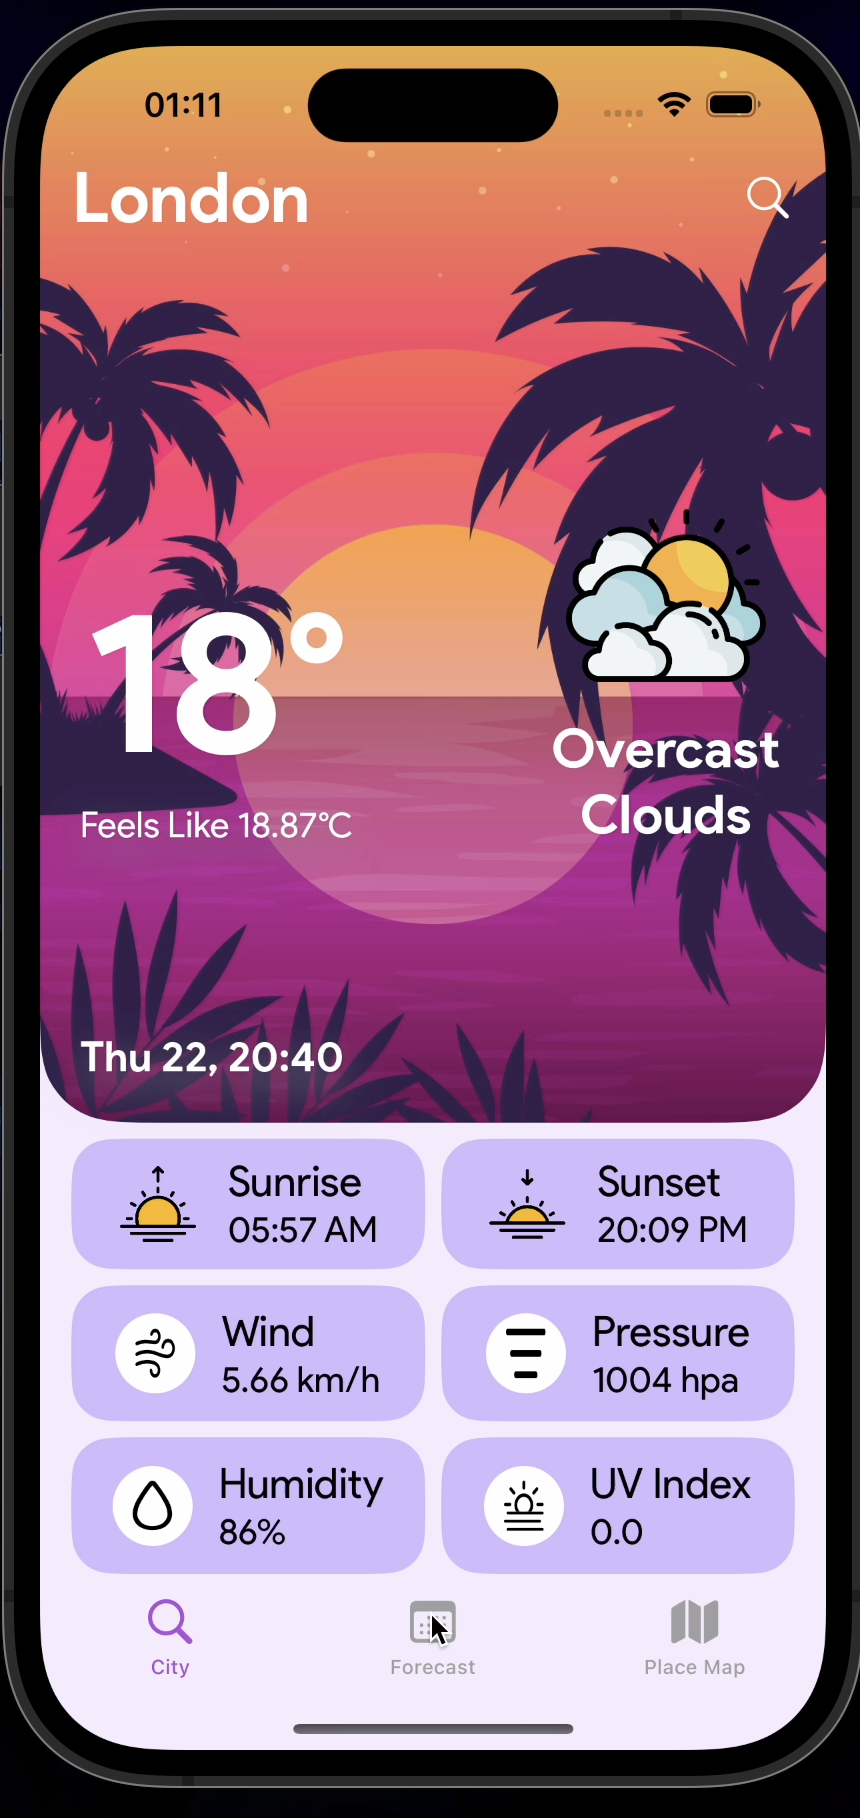 01:11
London
18°
Feels Like 18.87°C
Overcast
Clouds
Thu 22, 20:40
Sunrise
05:57 AM
Sunset
20:09 PM
Wind
5.66 km/h
Pressure
1004 hpa
Humidity
86%
UV Index
0.0
City
Forecast
Place Map